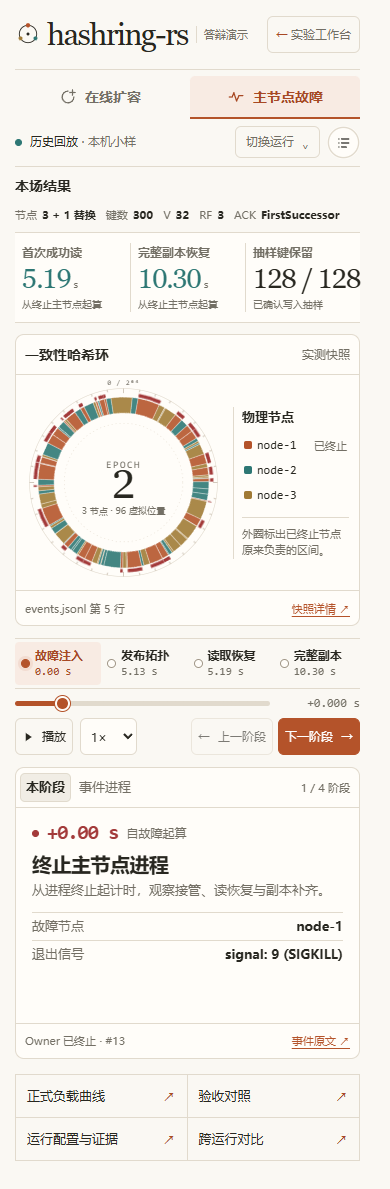 hashring-rs 答辩演示 ← 实验工作台
在线扩容 主节点故障
历史回放 · 本机小样 切换运行
本场结果
节点 3 + 1 替换 键数 300 V 32 RF 3 ACK FirstSuccessor
首次成功读 完整副本恢复 抽样键保留
5.19 s 10.30 s 128 / 128
从终止主节点起算 从终止主节点起算 已确认写入抽样
一致性哈希环 实测快照
物理节点
node-1 已终止
node-2
node-3
EPOCH
2
3 节点 · 96 虚拟位置
外圈标出已终止节点
原来负责的区间。
events.jsonl 第 5 行 快照详情 ↗
故障注入 发布拓扑 读取恢复 完整副本
0.00 s 5.13 s 5.19 s 10.30 s
+0.000 s
播放 1× ← 上一阶段 下一阶段 →
本阶段 事件进程 1 / 4 阶段
+0.00 s 自故障起算
终止主节点进程
从进程终止起计时，观察接管、读恢复与副本补齐。
故障节点 node-1
退出信号 signal: 9 (SIGKILL)
Owner 已终止 · #13 事件原文 ↗
正式负载曲线 ↗ 验收对照 ↗
运行配置与证据 ↗ 跨运行对比 ↗